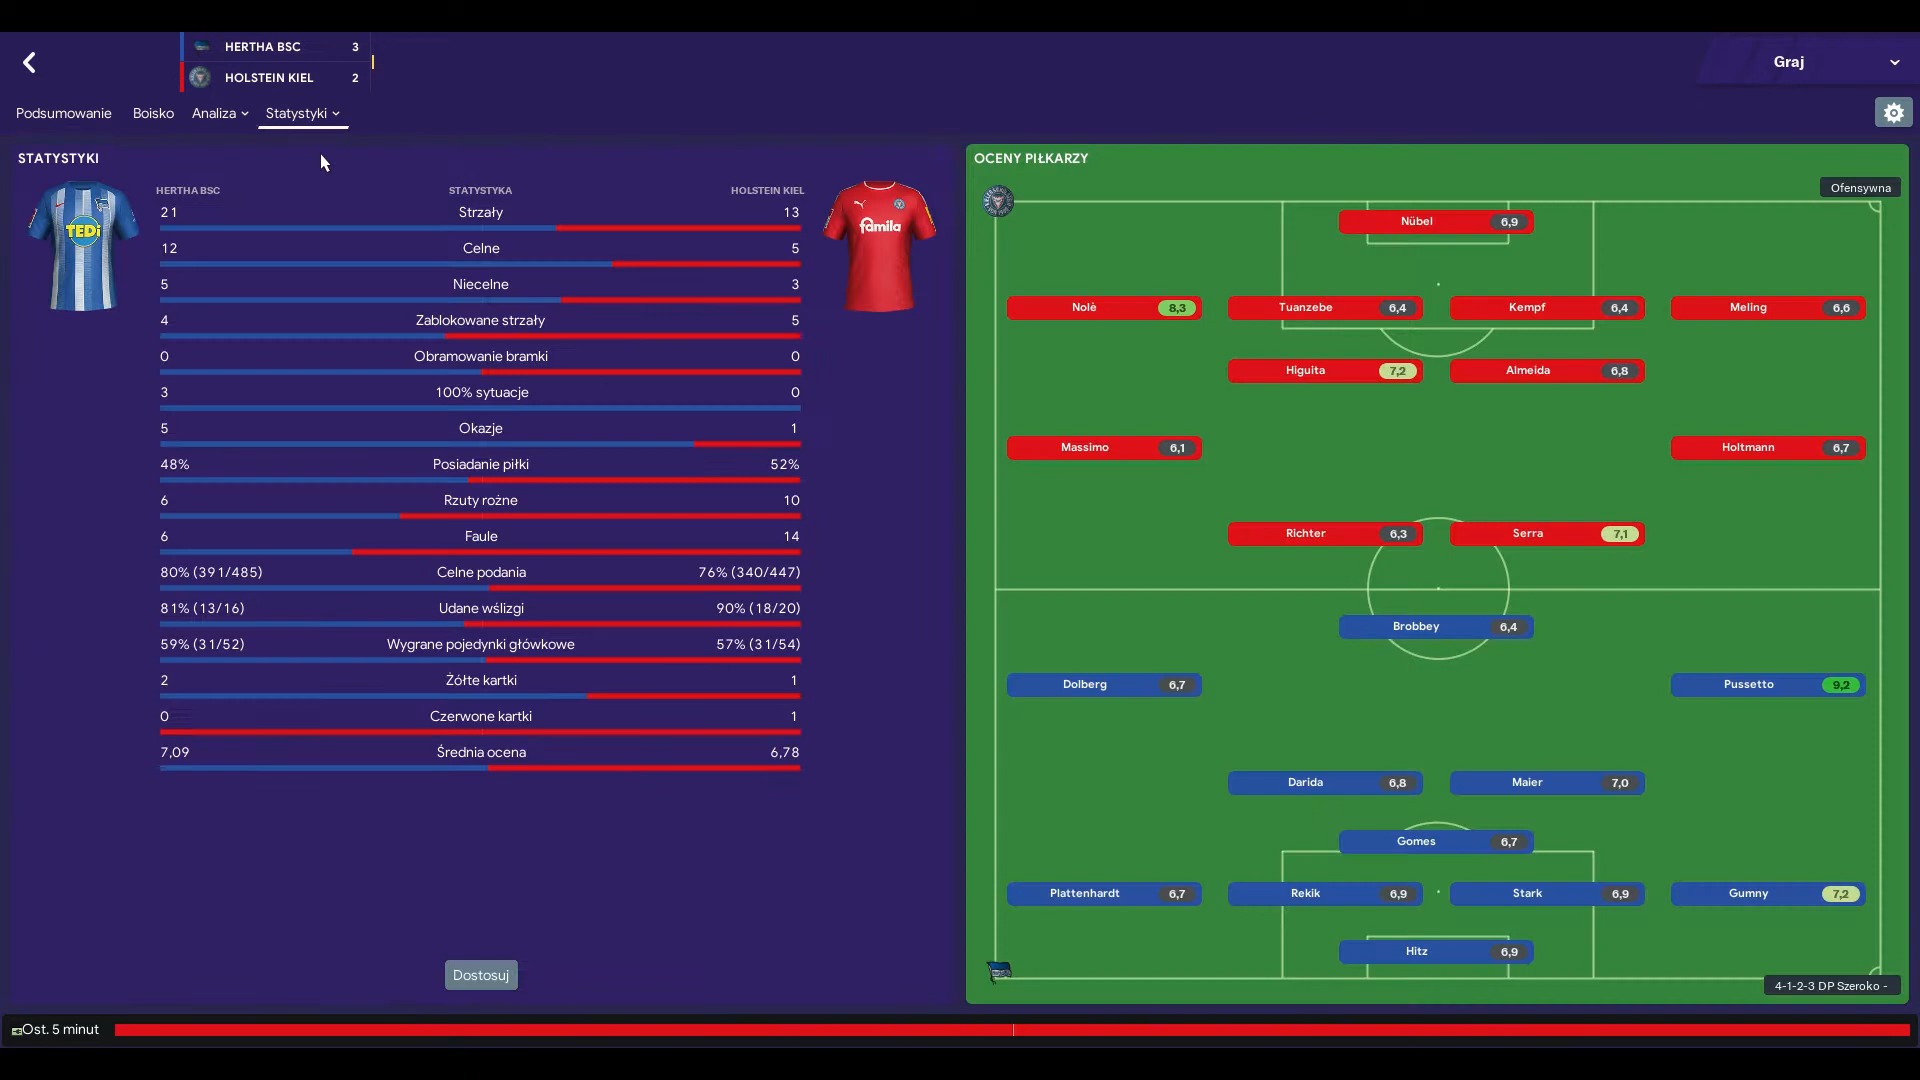 HERTHA BSC 3
HOLSTEIN KIEL 2
Graj
Podsumowanie Boisko Analiza Statystyki
STATYSTYKI
HERTHA BSC STATYSTYKA HOLSTEIN KIEL
21 Strzały 13
12 Celne 5
5 Niecelne 3
4 Zablokowane strzały 5
0 Obramowanie bramki 0
3 100% sytuacje 0
5 Okazje 1
48% Posiadanie piłki 52%
6 Rzuty rożne 10
6 Faule 14
80% (391/485) Celne podania 76% (340/447)
81% (13/16) Udane wślizgi 90% (18/20)
59% (31/52) Wygrane pojedynki główkowe 57% (31/54)
2 Żółte kartki 1
0 Czerwone kartki 1
7,09 Średnia ocena 6,78
TEDi
famila
Dostosuj
OCENY PIŁKARZY
Ofensywna
Nübel 6,9
Nolè 8,3 Tuanzebe 6,4 Kempf 6,4 Meling 6,6
Higuita 7,2 Almeida 6,8
Massimo 6,1 Holtmann 6,7
Richter 6,3 Serra 7,1
Brobbey 6,4
Dolberg 6,7 Pussetto 9,2
Darida 6,8 Maier 7,0
Gomes 6,7
Plattenhardt 6,7 Rekik 6,9 Stark 6,9 Gumny 7,2
Hitz 6,9
4-1-2-3 DP Szeroko -
Ost. 5 minut